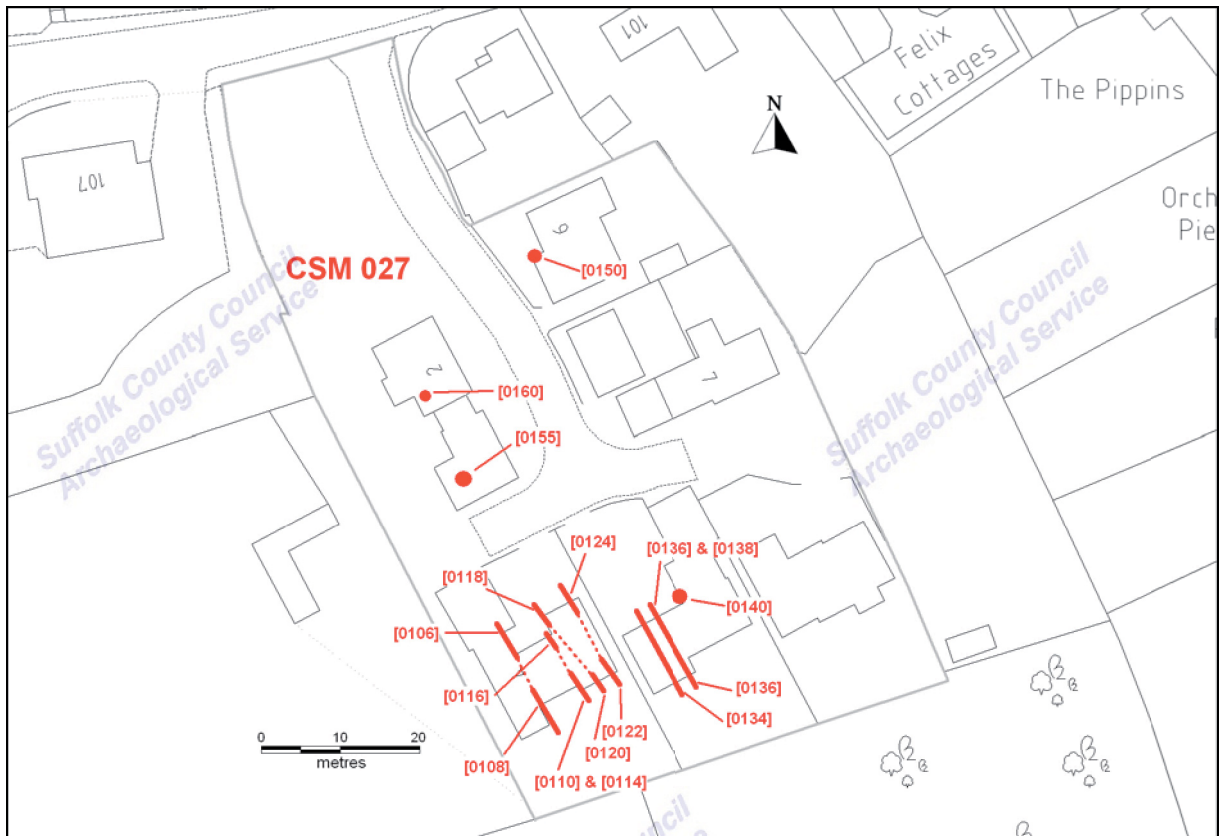 101
Felix
Cottages
The Pippins
N
107
Orch
Pie
6
CSM 027
[0150]
Suffolk County Council
Archaeological Service
Suffolk County Council
Archaeological Service
2
7
[0160]
[0155]
[0124]
[0136] & [0138]
[0118]
[0140]
[0106]
[0116]
[0136]
[0134]
[0122]
[0120]
[0108]
[0110] & [0114]
0 10 20
metres